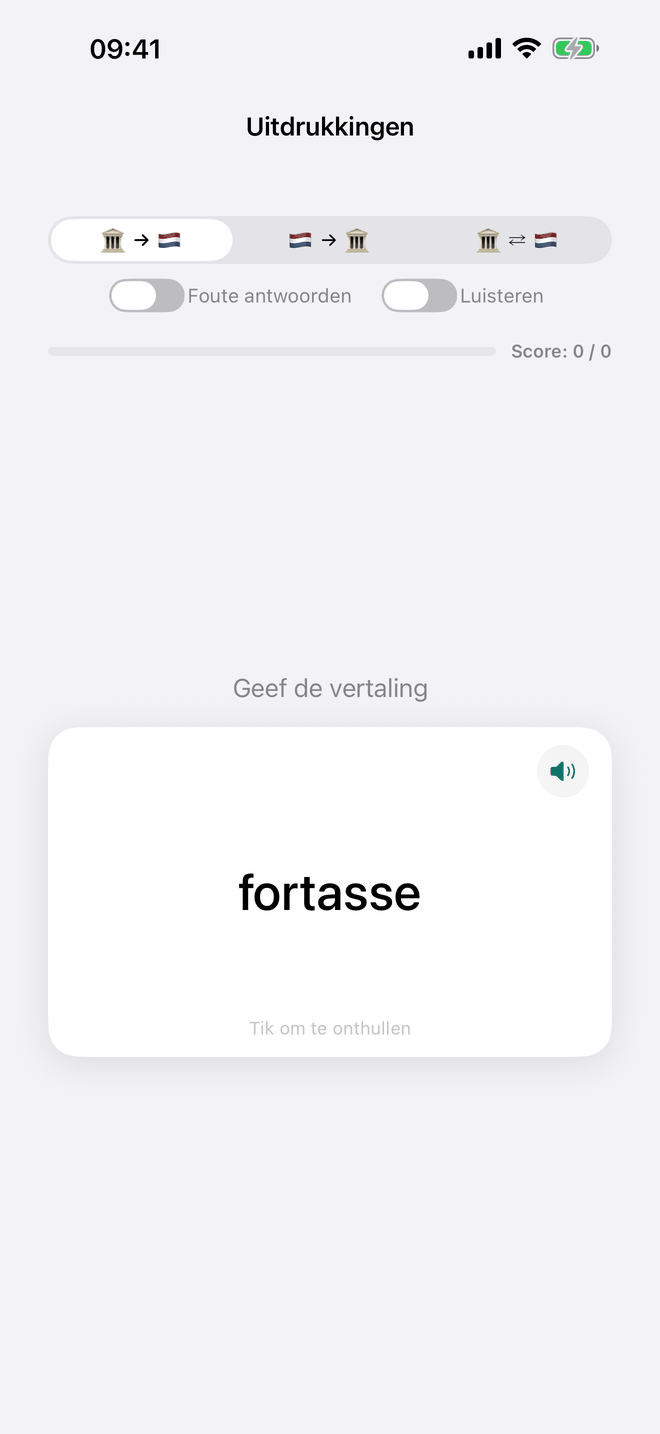 09:41
Uitdrukkingen
🏛️ → 🇳🇱 🇳🇱 → 🏛️ 🏛️ ⇄ 🇳🇱
Foute antwoorden Luisteren
Score: 0 / 0
Geef de vertaling
fortasse
Tik om te onthullen